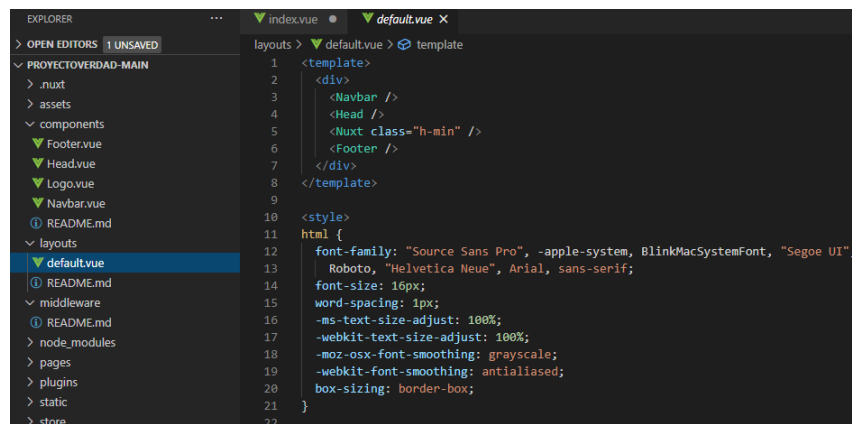 EXPLORER ...
> OPEN EDITORS 1 UNSAVED
PROYECTOVERDAD-MAIN
> .nuxt
> assets
components
Footer.vue
Head.vue
Logo.vue
Navbar.vue
README.md
layouts
default.vue
README.md
middleware
README.md
> node_modules
> pages
> plugins
> static
> store
index.vue ● default.vue ×
layouts > default.vue > template
1 <template>
2 <div>
3 <Navbar />
4 <Head />
5 <Nuxt class="h-min" />
6 <Footer />
7 </div>
8 </template>
9
10 <style>
11 html {
12 font-family: "Source Sans Pro", -apple-system, BlinkMacSystemFont, "Segoe UI",
13 Roboto, "Helvetica Neue", Arial, sans-serif;
14 font-size: 16px;
15 word-spacing: 1px;
16 -ms-text-size-adjust: 100%;
17 -webkit-text-size-adjust: 100%;
18 -moz-osx-font-smoothing: grayscale;
19 -webkit-font-smoothing: antialiased;
20 box-sizing: border-box;
21 }
22